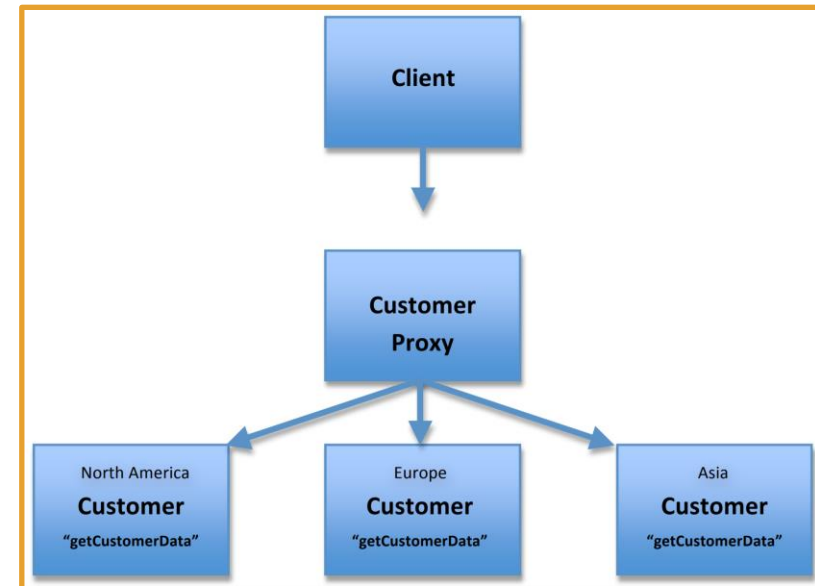 Client
Customer
Proxy
North America
Customer
“getCustomerData”
Europe
Customer
“getCustomerData”
Asia
Customer
“getCustomerData”